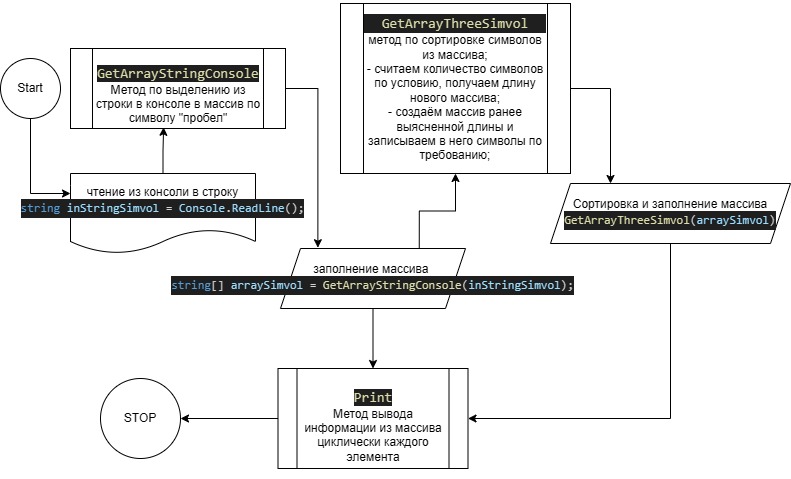 Start
GetArrayStringConsole
Метод по выделению из
строки в консоле в массив по
символу "пробел"
чтение из консоли в строку
string inStringSimvol = Console.ReadLine();
GetArrayThreeSimvol
метод по сортировке символов
из массива;
- считаем количество символов
по условию, получаем длину
нового массива;
- создаём массив ранее
выясненной длины и
записываем в него символы по
требованию;
Сортировка и заполнение массива
GetArrayThreeSimvol(arraySimvol)
заполнение массива
string[] arraySimvol = GetArrayStringConsole(inStringSimvol);
Print
Метод вывода
информации из массива
циклически каждого
элемента
STOP